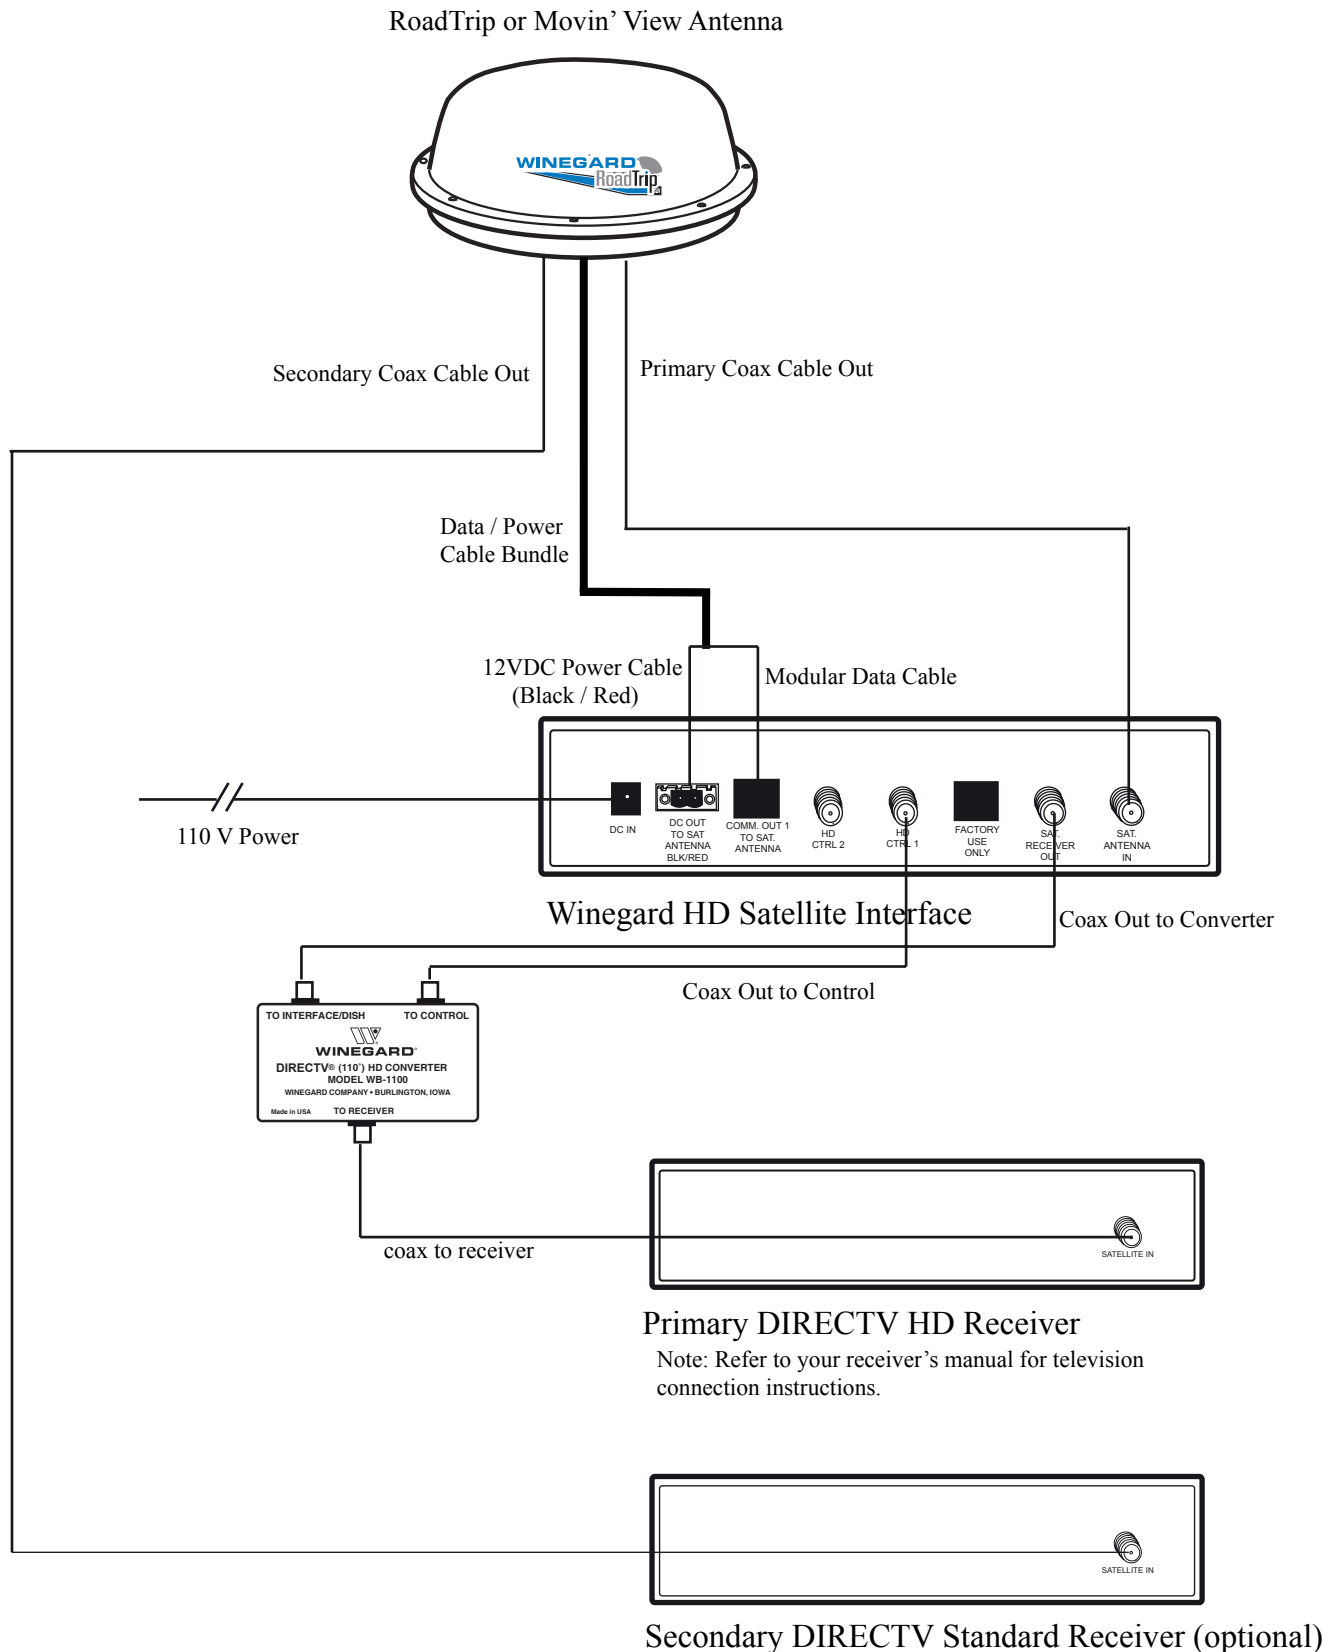 RoadTrip or Movin’ View Antenna
WINEGARD
RoadTrip
Secondary Coax Cable Out
Primary Coax Cable Out
Data / Power
Cable Bundle
12VDC Power Cable
(Black / Red)
Modular Data Cable
110 V Power
DC IN
DC OUT
TO SAT
ANTENNA
BLK/RED
COMM. OUT 1
TO SAT.
ANTENNA
HD
CTRL 2
HD
CTRL 1
FACTORY
USE
ONLY
SAT.
RECEIVER
OUT
SAT.
ANTENNA
IN
Winegard HD Satellite Interface
Coax Out to Converter
Coax Out to Control
TO INTERFACE/DISH
TO CONTROL
WINEGARD®
DIRECTV® (110°) HD CONVERTER
MODEL WB-1100
WINEGARD COMPANY • BURLINGTON, IOWA
Made in USA
TO RECEIVER
coax to receiver
SATELLITE IN
Primary DIRECTV HD Receiver
Note: Refer to your receiver’s manual for television
connection instructions.
SATELLITE IN
Secondary DIRECTV Standard Receiver (optional)